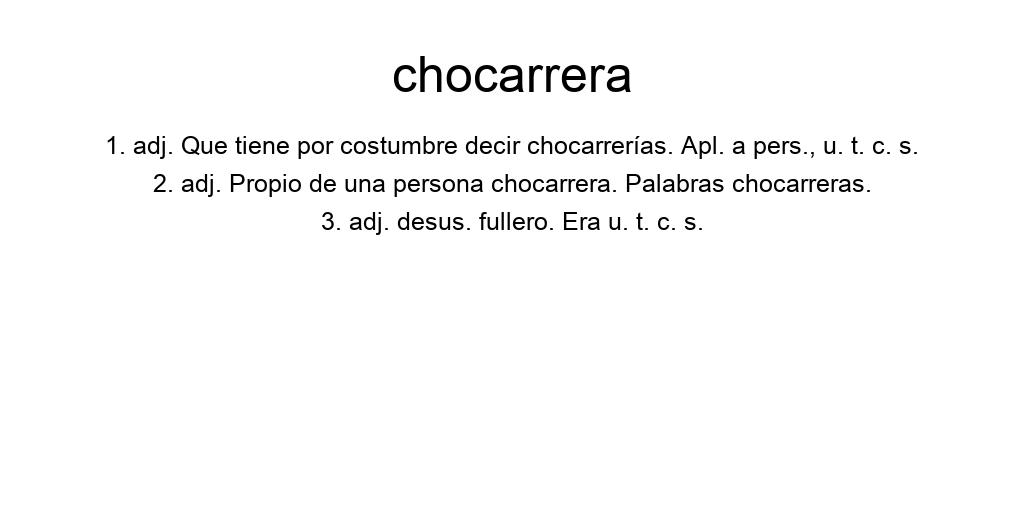 chocarrera
1. adj. Que tiene por costumbre decir chocarrerías. Apl. a pers., u. t. c. s.
2. adj. Propio de una persona chocarrera. Palabras chocarreras.
3. adj. desus. fullero. Era u. t. c. s.